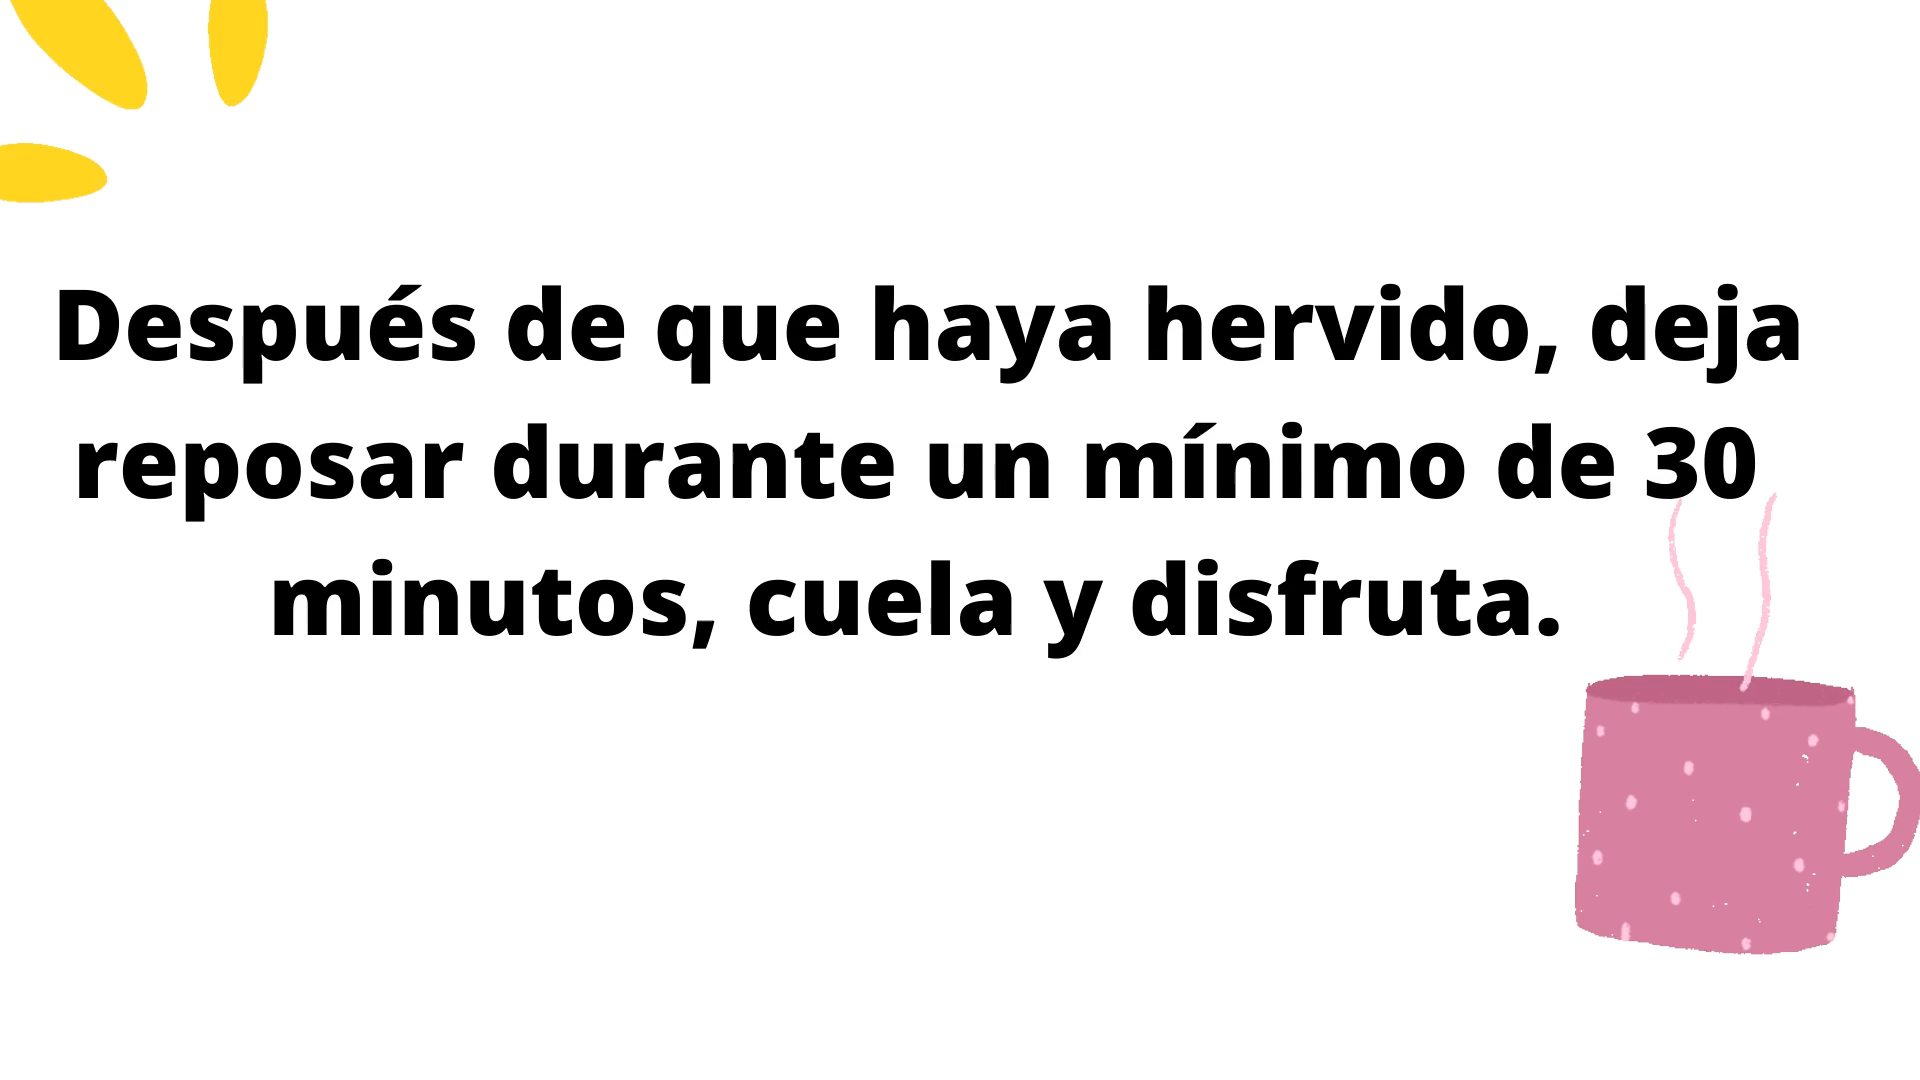 Después de que haya hervido, deja
reposar durante un mínimo de 30
minutos, cuela y disfruta.